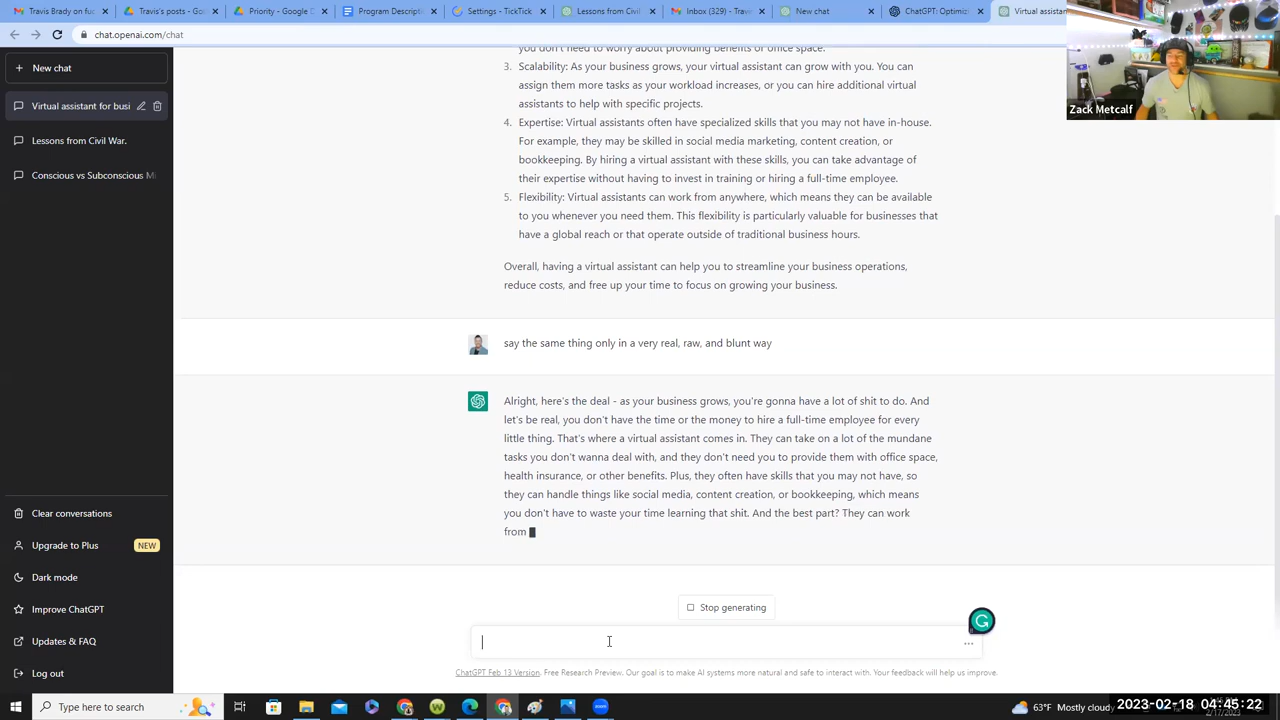 Travis's posts - G
Travis's Drive on fu
Priority - Google S
Program Descripti
Settings - TickTick
Lessons from Civil
Inbox (329) - Trav
New chat
ChatGPT: Optimiz
Virtual assistant
chat.openai.com/chat
Zack Metcalf
New chat
Virtual assistant for busi
Lessons from Civil War.
Conscious vs Subconscious Mi
you don't need to worry about providing benefits or office space.
3. Scalability: As your business grows, your virtual assistant can grow with you. You can
assign them more tasks as your workload increases, or you can hire additional virtual
assistants to help with specific projects.
4. Expertise: Virtual assistants often have specialized skills that you may not have in-house.
For example, they may be skilled in social media marketing, content creation, or
bookkeeping. By hiring a virtual assistant with these skills, you can take advantage of
their expertise without having to invest in training or hiring a full-time employee.
5. Flexibility: Virtual assistants can work from anywhere, which means they can be available
to you whenever you need them. This flexibility is particularly valuable for businesses that
have a global reach or that operate outside of traditional business hours.
Overall, having a virtual assistant can help you to streamline your business operations,
reduce costs, and free up your time to focus on growing your business.
say the same thing only in a very real, raw, and blunt way
Alright, here's the deal - as your business grows, you're gonna have a lot of shit to do. And
let's be real, you don't have the time or the money to hire a full-time employee for every
little thing. That's where a virtual assistant comes in. They can take on a lot of the mundane
tasks you don't wanna deal with, and they don't need you to provide them with office space,
health insurance, or other benefits. Plus, they often have skills that you may not have, so
they can handle things like social media, content creation, or bookkeeping, which means
you don't have to waste your time learning that shit. And the best part? They can work
from
Clear conversations
Upgrade to Plus NEW
Dark mode
Improve ChatGPT
Updates & FAQ
Log out
Stop generating
ChatGPT Feb 13 Version. Free Research Preview. Our goal is to make AI systems more natural and safe to interact with. Your feedback will help us improve.
Type here to search
63°F Mostly cloudy
2023-02-18 04:45:22